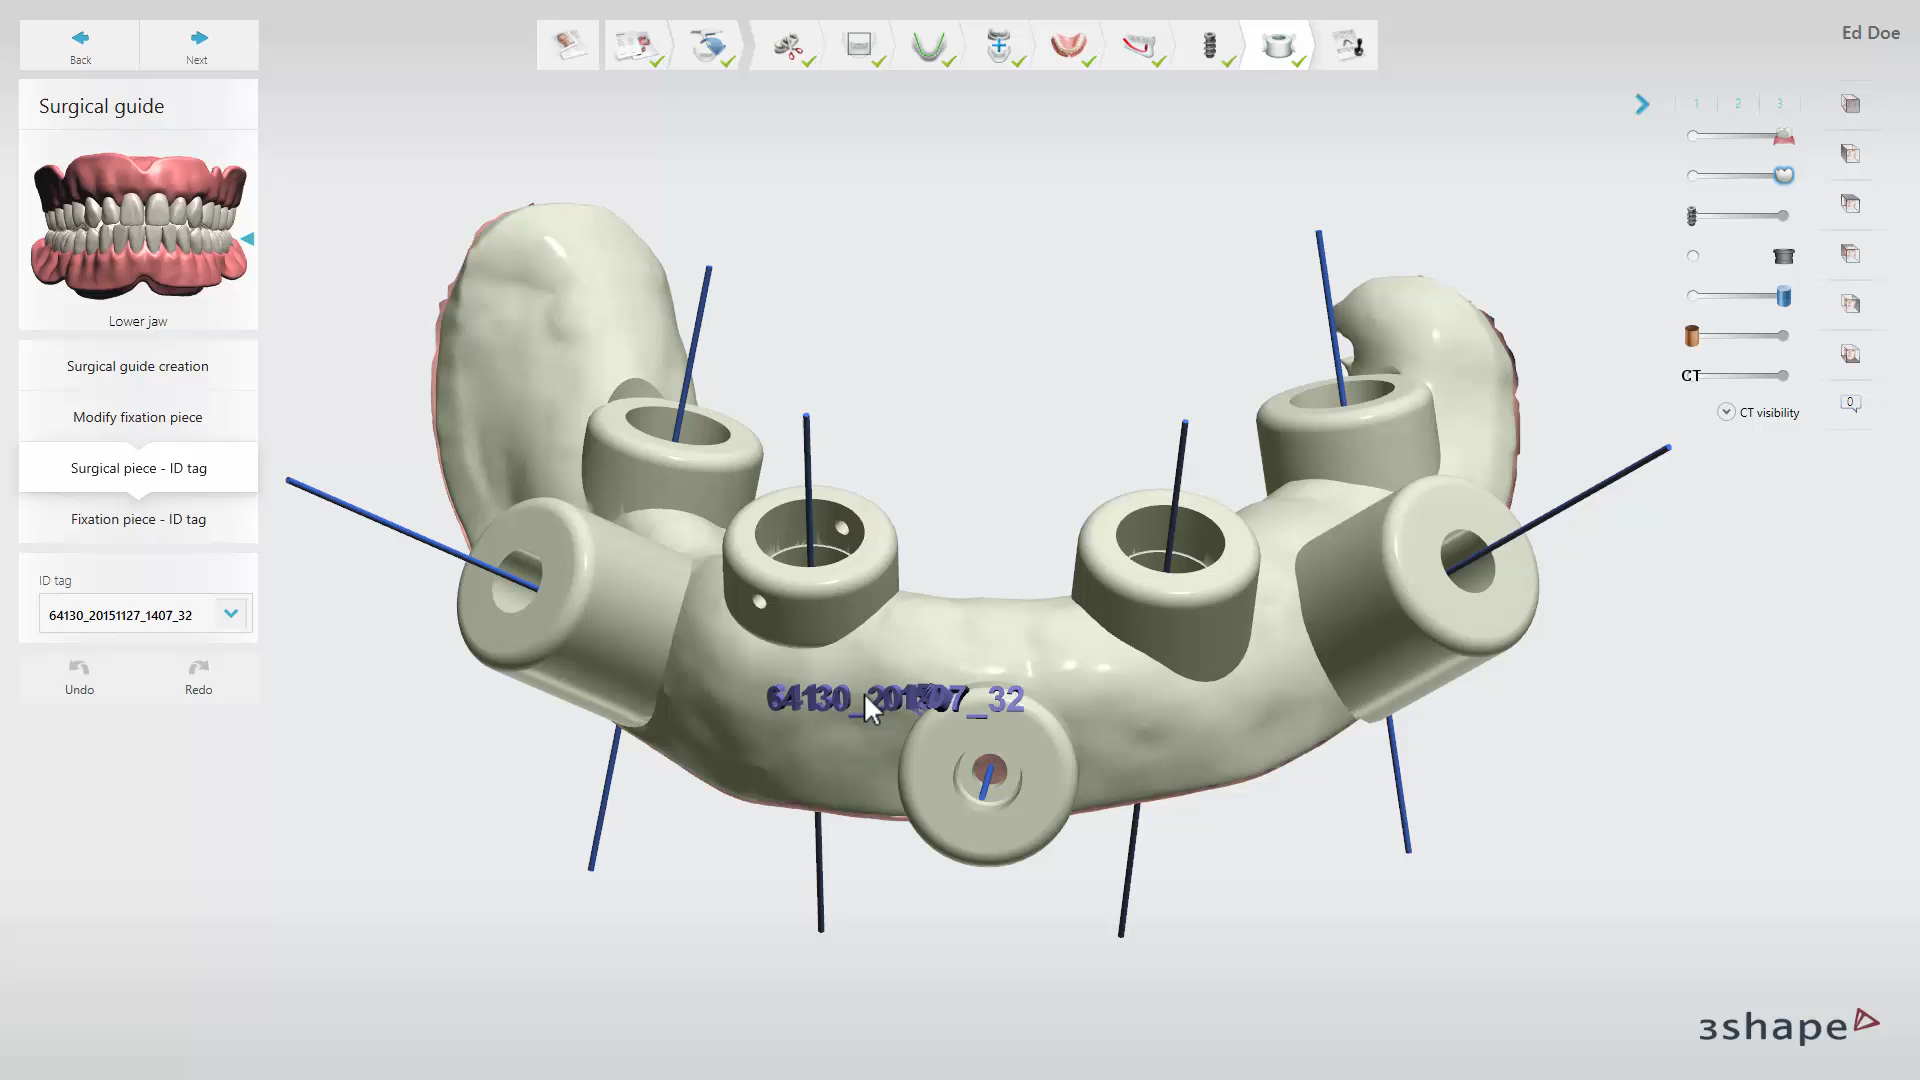 Back
Next
Ed Doe
Surgical guide
1 2 3
Lower jaw
Surgical guide creation
Modify fixation piece
Surgical piece - ID tag
Fixation piece - ID tag
CT
0
CT visibility
ID tag
64130_20151127_1407_32
Undo
Redo
3shape